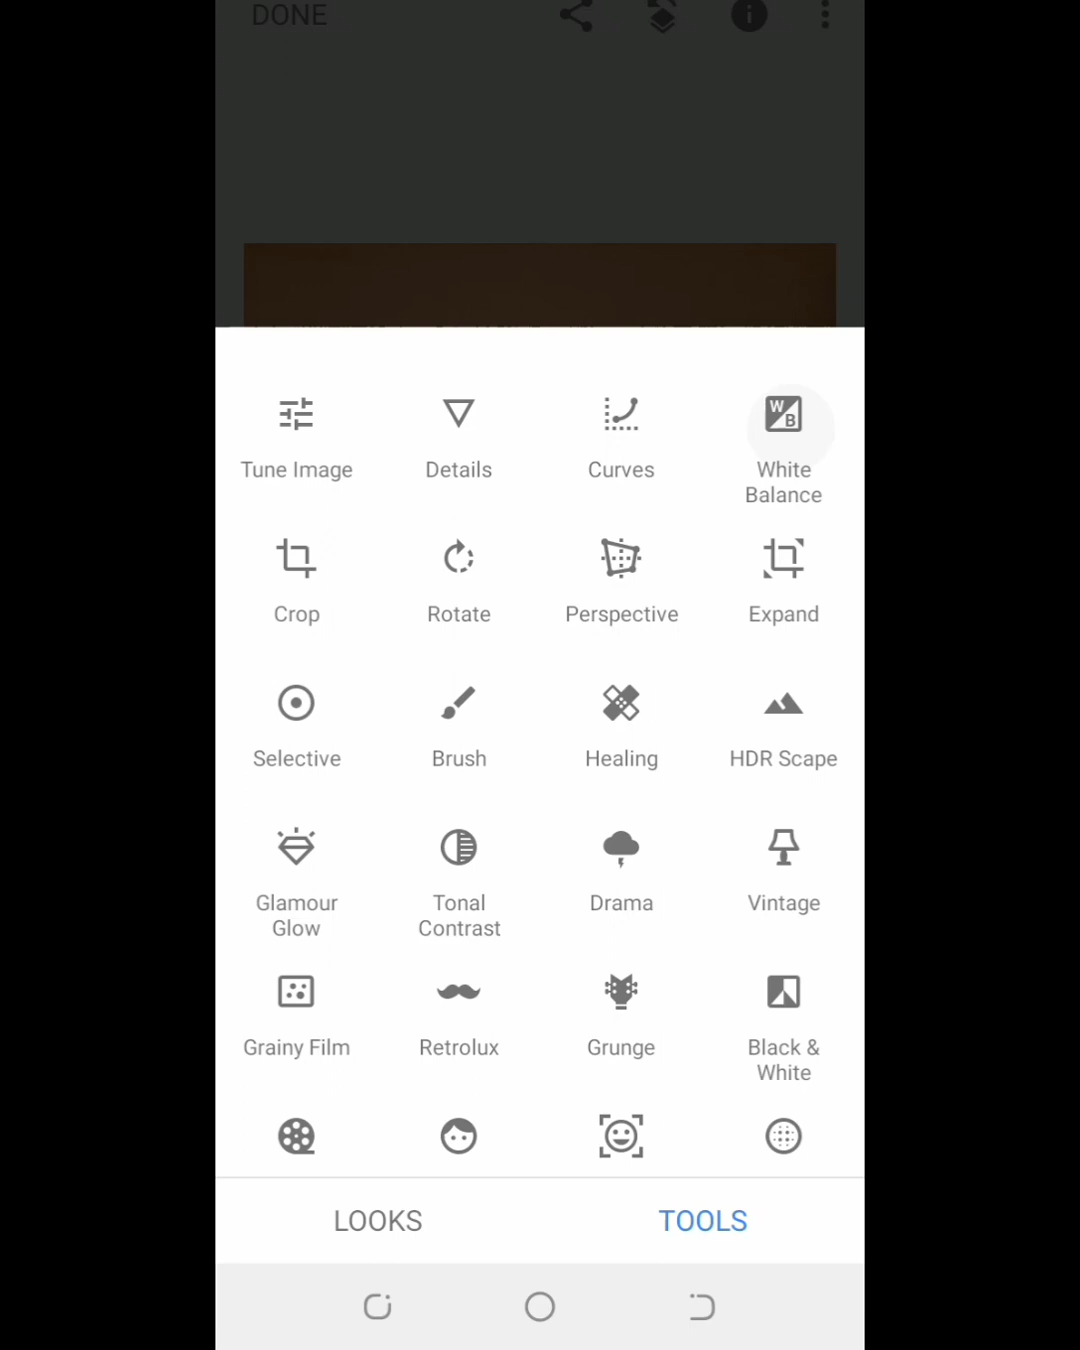 DONE
Tune Image
Details
Curves
WB
White
Balance
Crop
Rotate
Perspective
Expand
Selective
Brush
Healing
HDR Scape
Glamour
Glow
Tonal
Contrast
Drama
Vintage
Grainy Film
Retrolux
Grunge
Black &
White
LOOKS
TOOLS